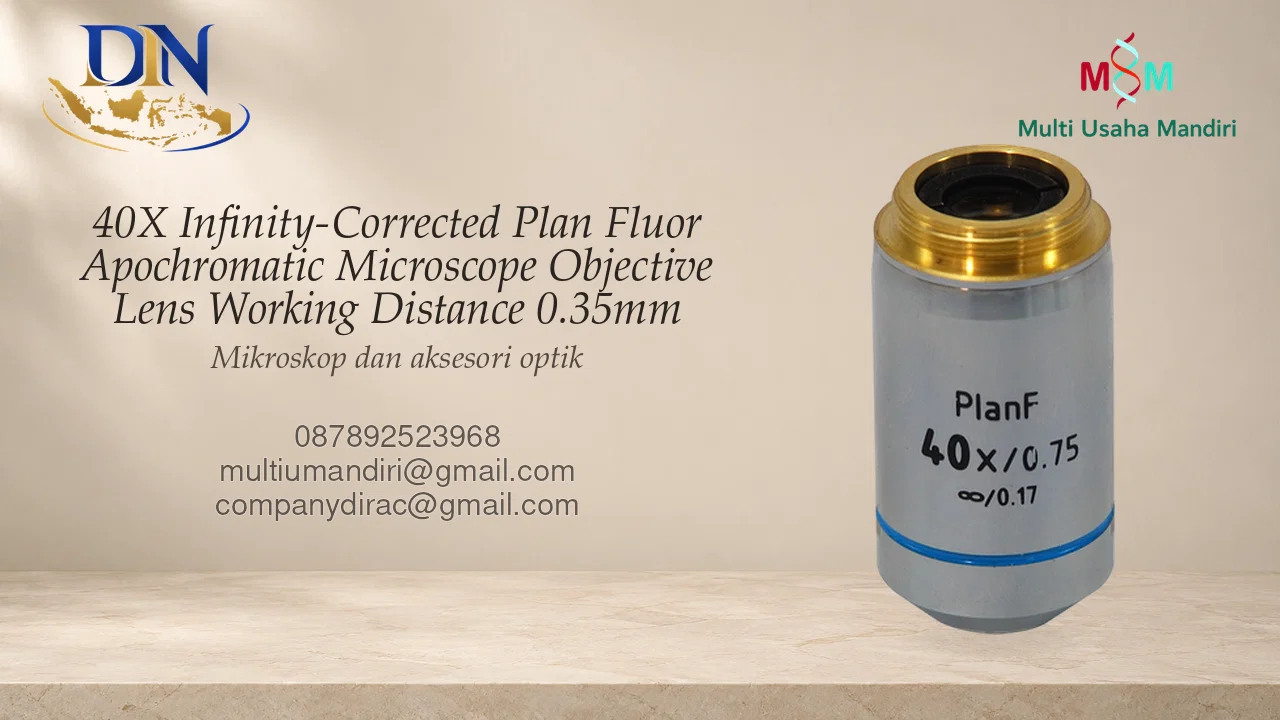 DIN
M M
Multi Usaha Mandiri
40X Infinity-Corrected Plan Fluor
Apochromatic Microscope Objective
Lens Working Distance 0.35mm
Mikroskop dan aksesori optik
087892523968
multiumandiri@gmail.com
companydirac@gmail.com
PlanF
40x/0.75
∞/0.17